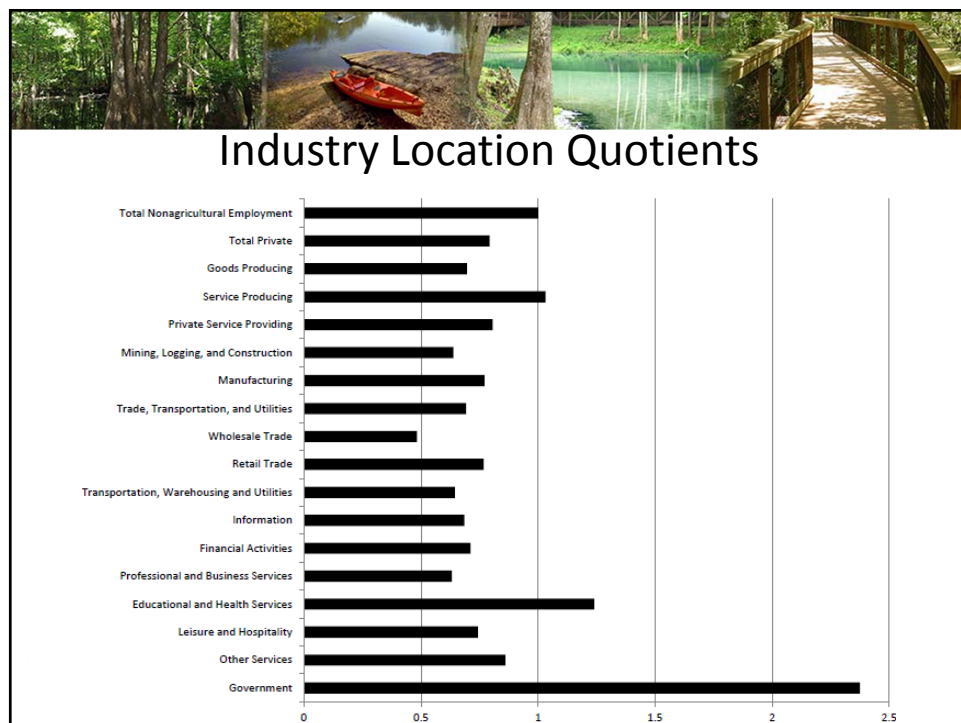 Industry Location Quotients
Total Nonagricultural Employment
Total Private
Goods Producing
Service Producing
Private Service Providing
Mining, Logging, and Construction
Manufacturing
Trade, Transportation, and Utilities
Wholesale Trade
Retail Trade
Transportation, Warehousing and Utilities
Information
Financial Activities
Professional and Business Services
Educational and Health Services
Leisure and Hospitality
Other Services
Government
0 0.5 1 1.5 2 2.5